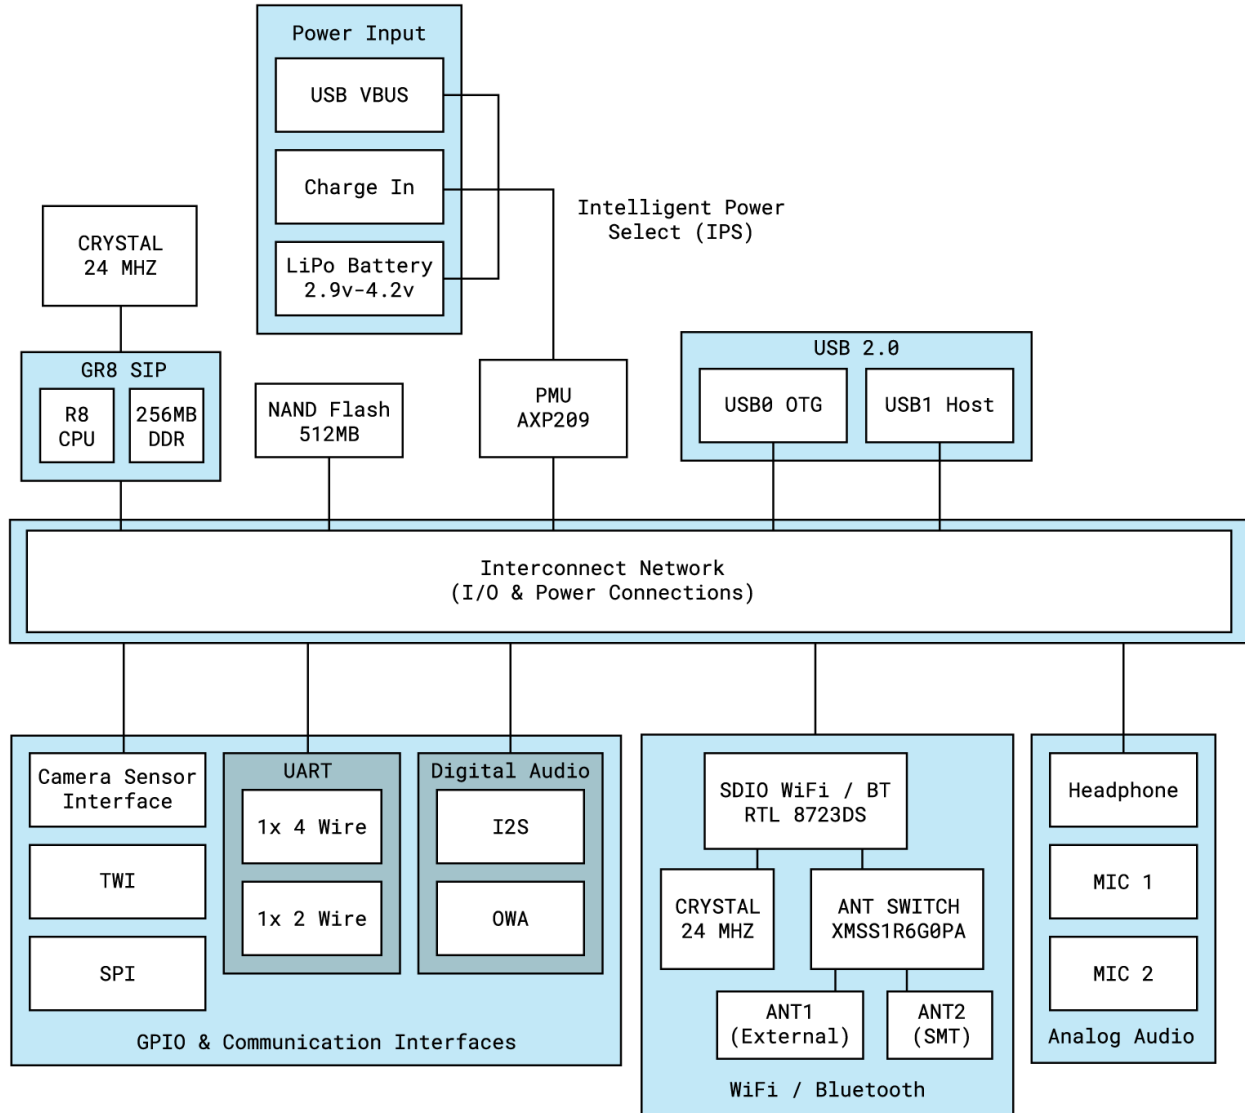 Power Input
USB VBUS
Charge In
LiPo Battery
2.9v-4.2v
Intelligent Power
Select (IPS)
CRYSTAL
24 MHZ
GR8 SIP
R8
CPU
256MB
DDR
NAND Flash
512MB
PMU
AXP209
USB 2.0
USB0 OTG
USB1 Host
Interconnect Network
(I/O & Power Connections)
Camera Sensor
Interface
TWI
SPI
UART
1x 4 Wire
1x 2 Wire
Digital Audio
I2S
OWA
GPIO & Communication Interfaces
SDIO WiFi / BT
RTL 8723DS
CRYSTAL
24 MHZ
ANT SWITCH
XMSS1R6G0PA
ANT1
(External)
ANT2
(SMT)
WiFi / Bluetooth
Headphone
MIC 1
MIC 2
Analog Audio